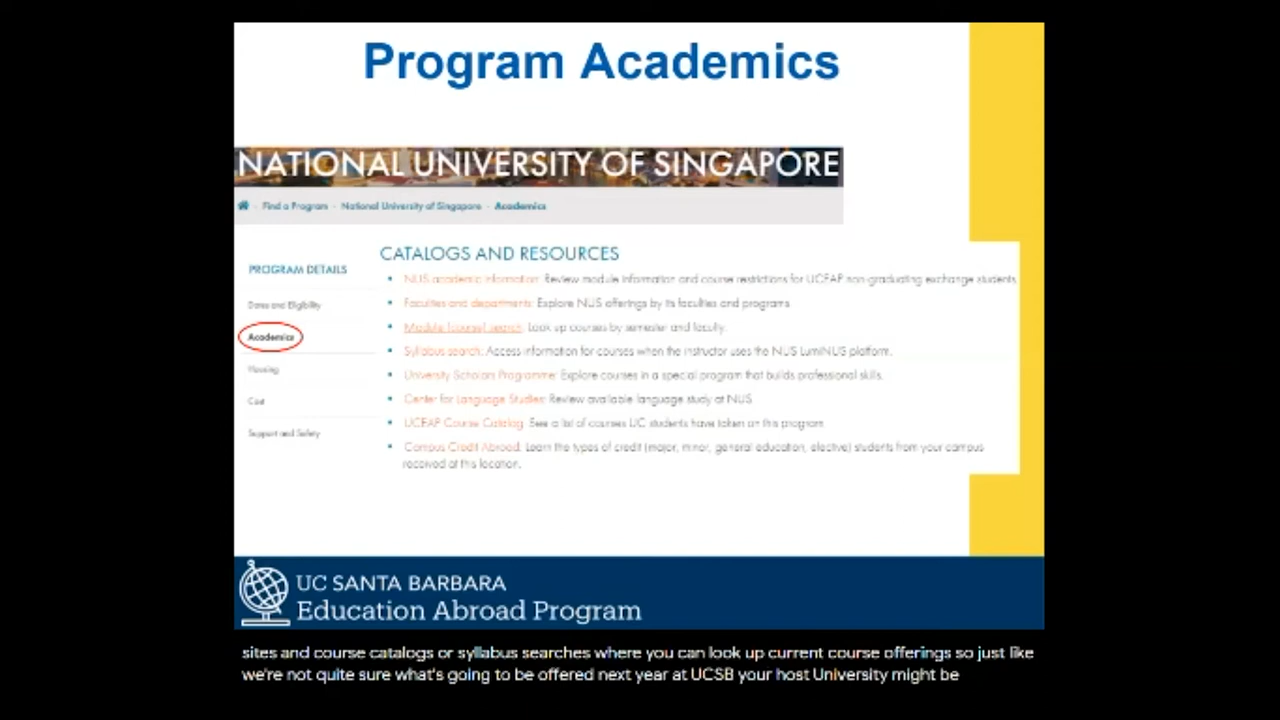 Program Academics
NATIONAL UNIVERSITY OF SINGAPORE
Find a Program - National University of Singapore - Academics
PROGRAM DETAILS
Dates and Eligibility
Academics
Housing
Cost
Support and Safety
CATALOGS AND RESOURCES
NUS academic information: Review module information and course restrictions for UCEAP non-graduating exchange students.
Faculties and departments: Explore NUS offerings by its faculties and programs
Module (course) search: Look up courses by semester and faculty.
Syllabus search: Access information for courses when the instructor uses the NUS LumiNUS platform.
University Scholars Programme: Explore courses in a special program that builds professional skills.
Center for Language Studies: Review available language study at NUS
UCEAP Course Catalog: See a list of courses UC students have taken on this program
Campus Credit Abroad: Learn the types of credit (major, minor, general education, elective) students from your campus
received at this location.
UC SANTA BARBARA
Education Abroad Program
sites and course catalogs or syllabus searches where you can look up current course offerings so just like
we're not quite sure what's going to be offered next year at UCSB your host University might be